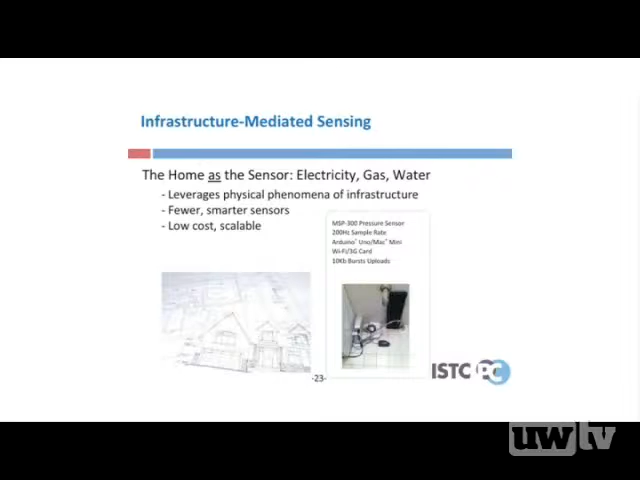 Infrastructure-Mediated Sensing
The Home as the Sensor: Electricity, Gas, Water
- Leverages physical phenomena of infrastructure
- Fewer, smarter sensors
- Low cost, scalable
MSP-300 Pressure Sensor
200Hz Sample Rate
Arduino® Uno/Mac® Mini
Wi-Fi/3G Card
10Kb Bursts Uploads
-23-
ISTC PC
uwtv